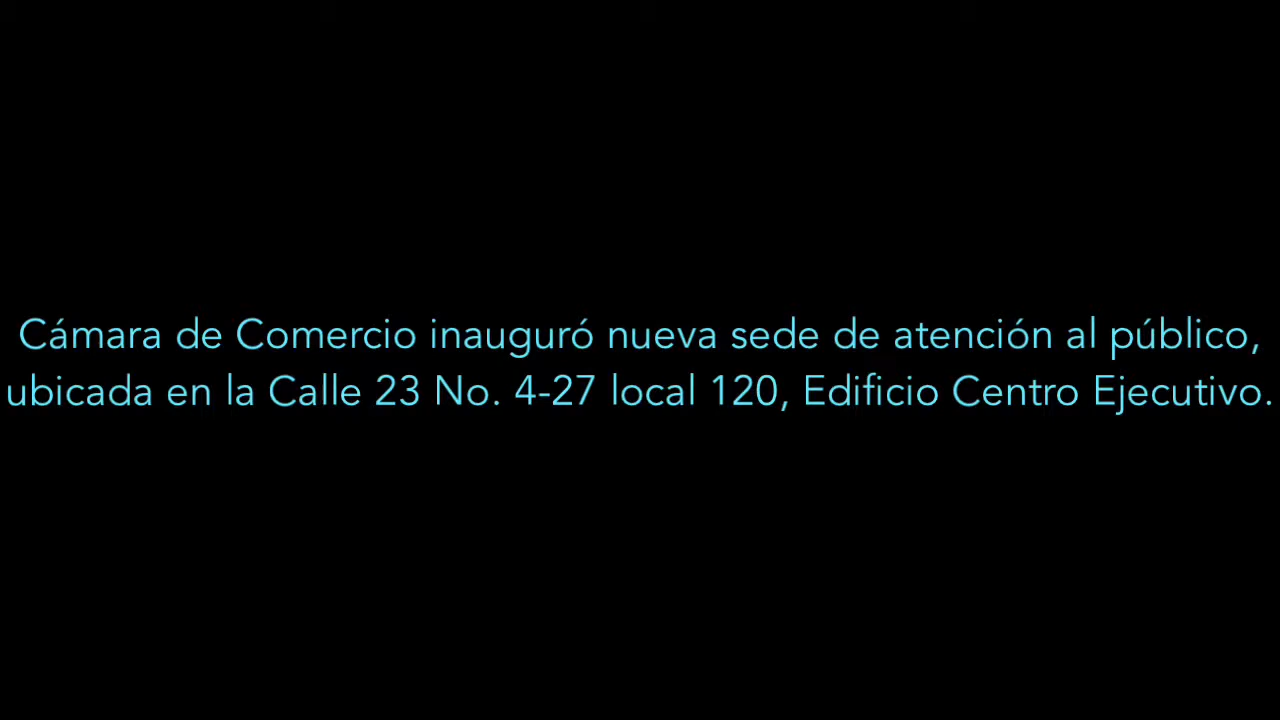 Cámara de Comercio inauguró nueva sede de atención al público,
ubicada en la Calle 23 No. 4-27 local 120, Edificio Centro Ejecutivo.